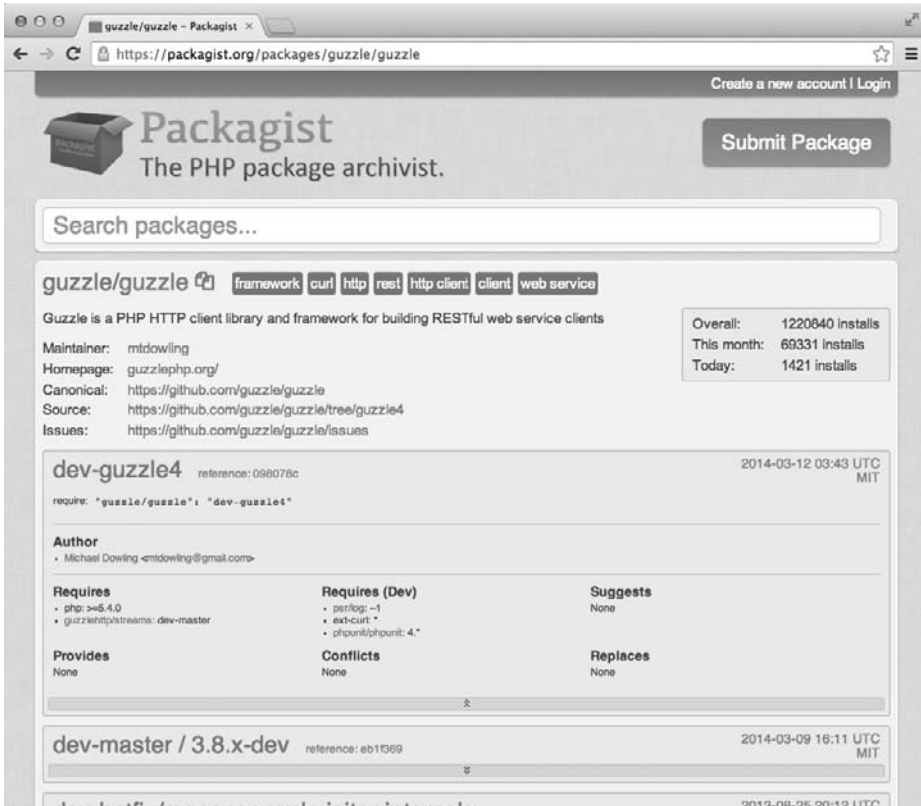 guzzle/guzzle – Packagist ×
https://packagist.org/packages/guzzle/guzzle
Create a new account | Login
Packagist
The PHP package archivist.
Submit Package
Search packages...
guzzle/guzzle framework curl http rest http client client web service
Guzzle is a PHP HTTP client library and framework for building RESTful web service clients
Overall: 1220840 installs
This month: 69331 installs
Today: 1421 installs
Maintainer: mtdowling
Homepage: guzzlephp.org/
Canonical: https://github.com/guzzle/guzzle
Source: https://github.com/guzzle/guzzle/tree/guzzle4
Issues: https://github.com/guzzle/guzzle/issues
dev-guzzle4 reference: 098078c
2014-03-12 03:43 UTC
MIT
require: "guzzle/guzzle": "dev-guzzle4"
Author
• Michael Dowling <mtdowling@gmail.com>
Requires
• php: >=5.4.0
• guzzlehttp/streams: dev-master
Requires (Dev)
• psr/log: ~1
• ext-curl: *
• phpunit/phpunit: 4.*
Suggests
None
Provides
None
Conflicts
None
Replaces
None
dev-master / 3.8.x-dev reference: eb1f369
2014-03-09 16:11 UTC
MIT